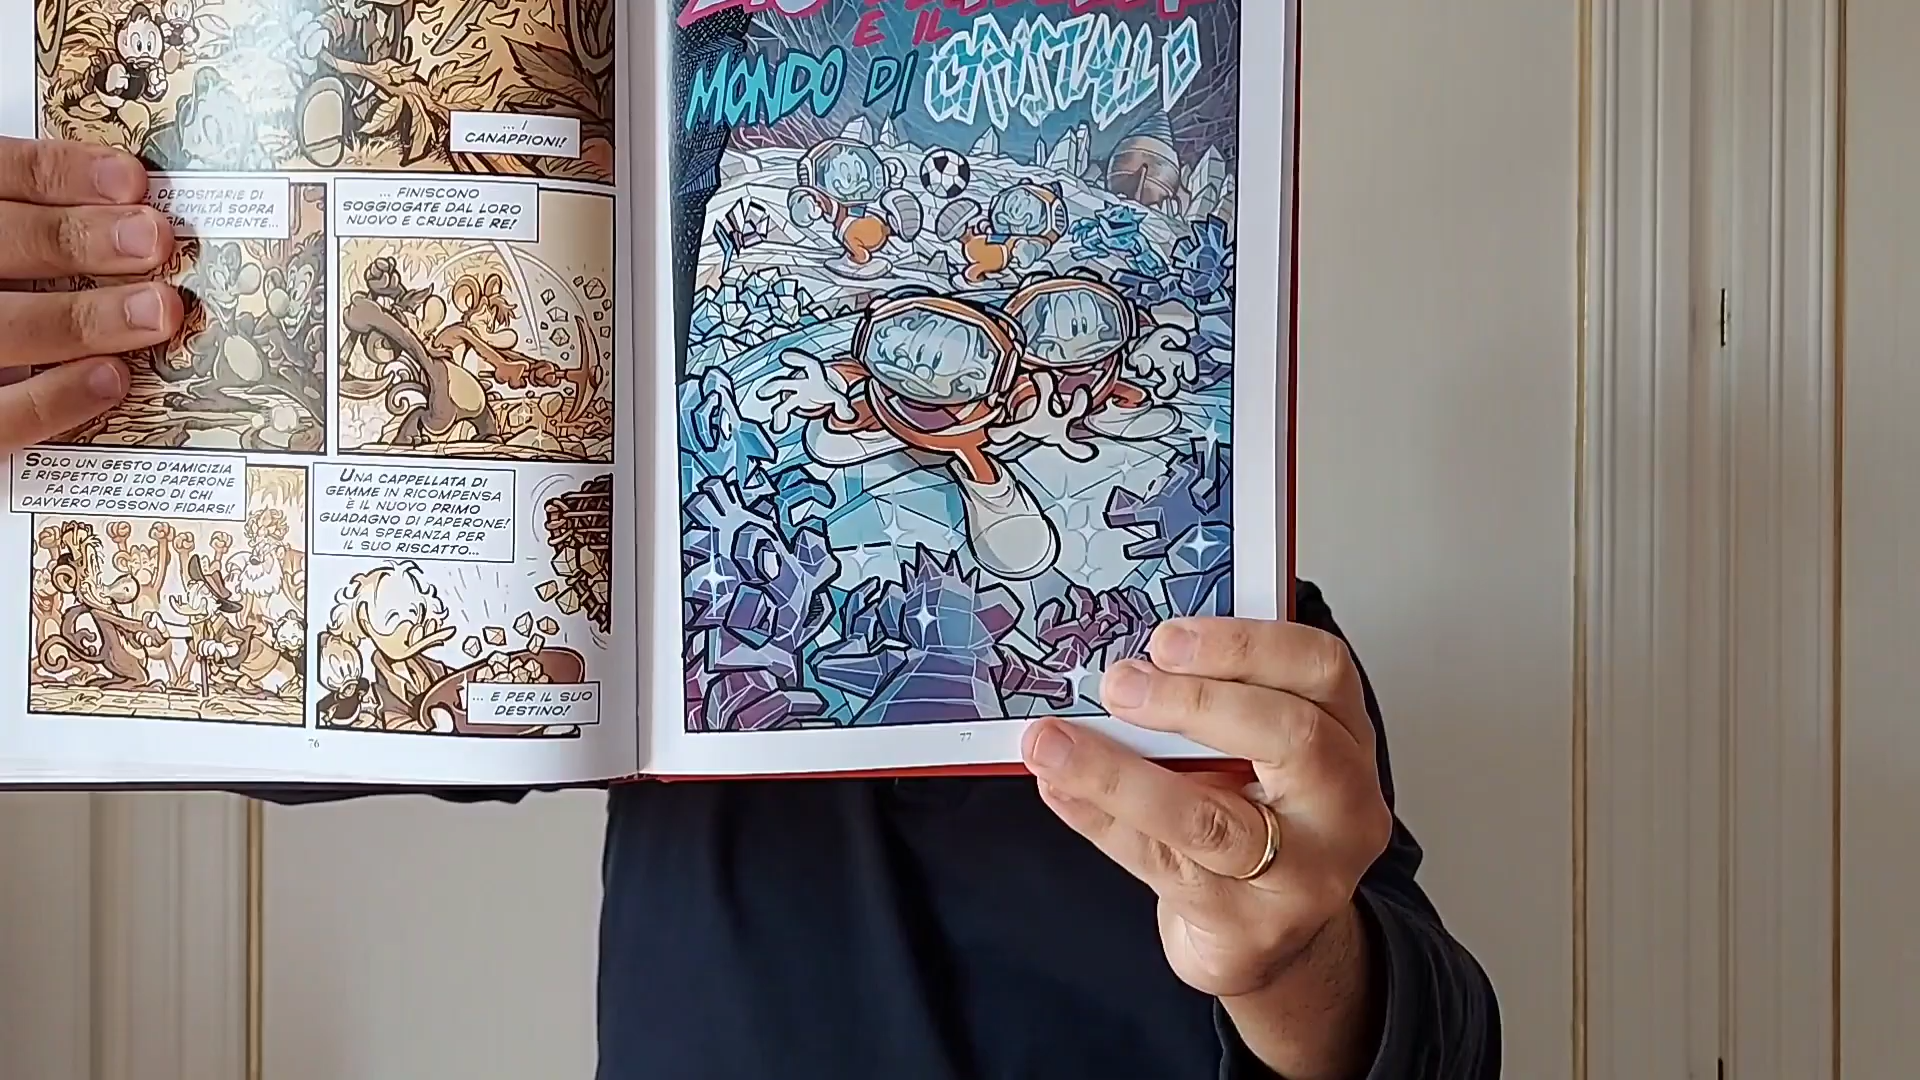 ... I
CANAPPIONI!
DEPOSITARIE DI
CIVILTÀ SOPRA
E FIORENTE...
... FINISCONO
SOGGIOGATE DAL LORO
NUOVO E CRUDELE RE!
SOLO UN GESTO D'AMICIZIA
E RISPETTO DI ZIO PAPERONE
FA CAPIRE LORO DI CHI
DAVVERO POSSONO FIDARSI!
UNA CAPPELLATA DI
GEMME IN RICOMPENSA
È IL NUOVO PRIMO
GUADAGNO DI PAPERONE!
UNA SPERANZA PER
IL SUO RISCATTO...
... E PER IL SUO
DESTINO!
76
E IL
MONDO DI CRISTALLO
77